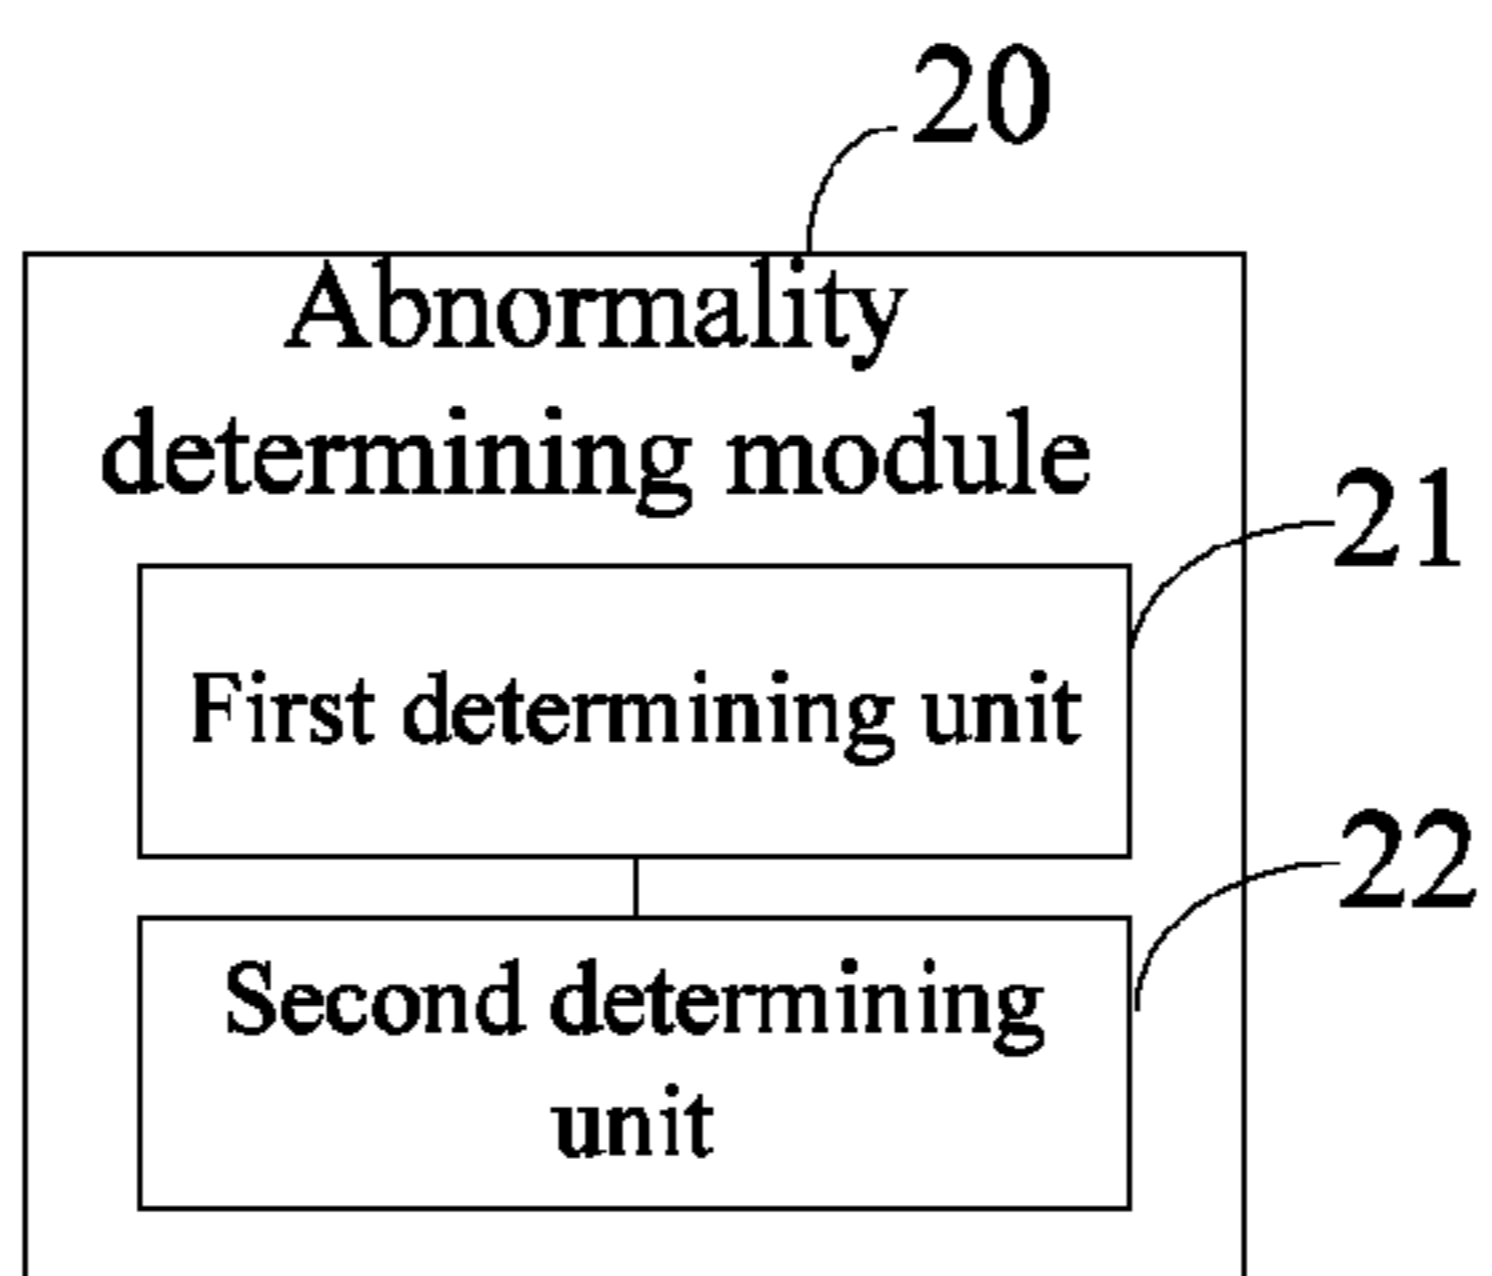 20
Abnormality
determining module
21
First determining unit
22
Second determining
unit